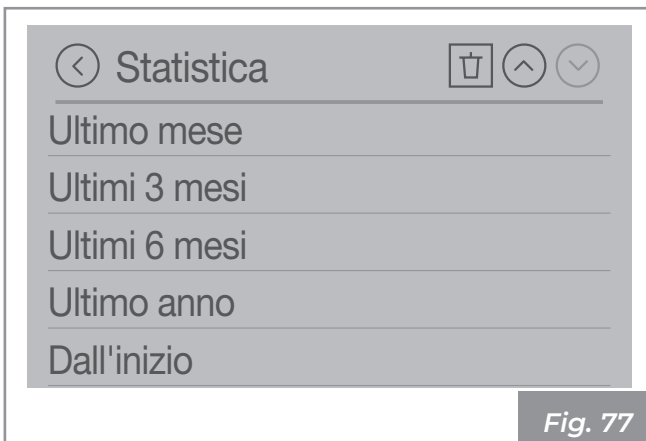 Statistica
Ultimo mese
Ultimi 3 mesi
Ultimi 6 mesi
Ultimo anno
Dall'inizio
Fig. 77